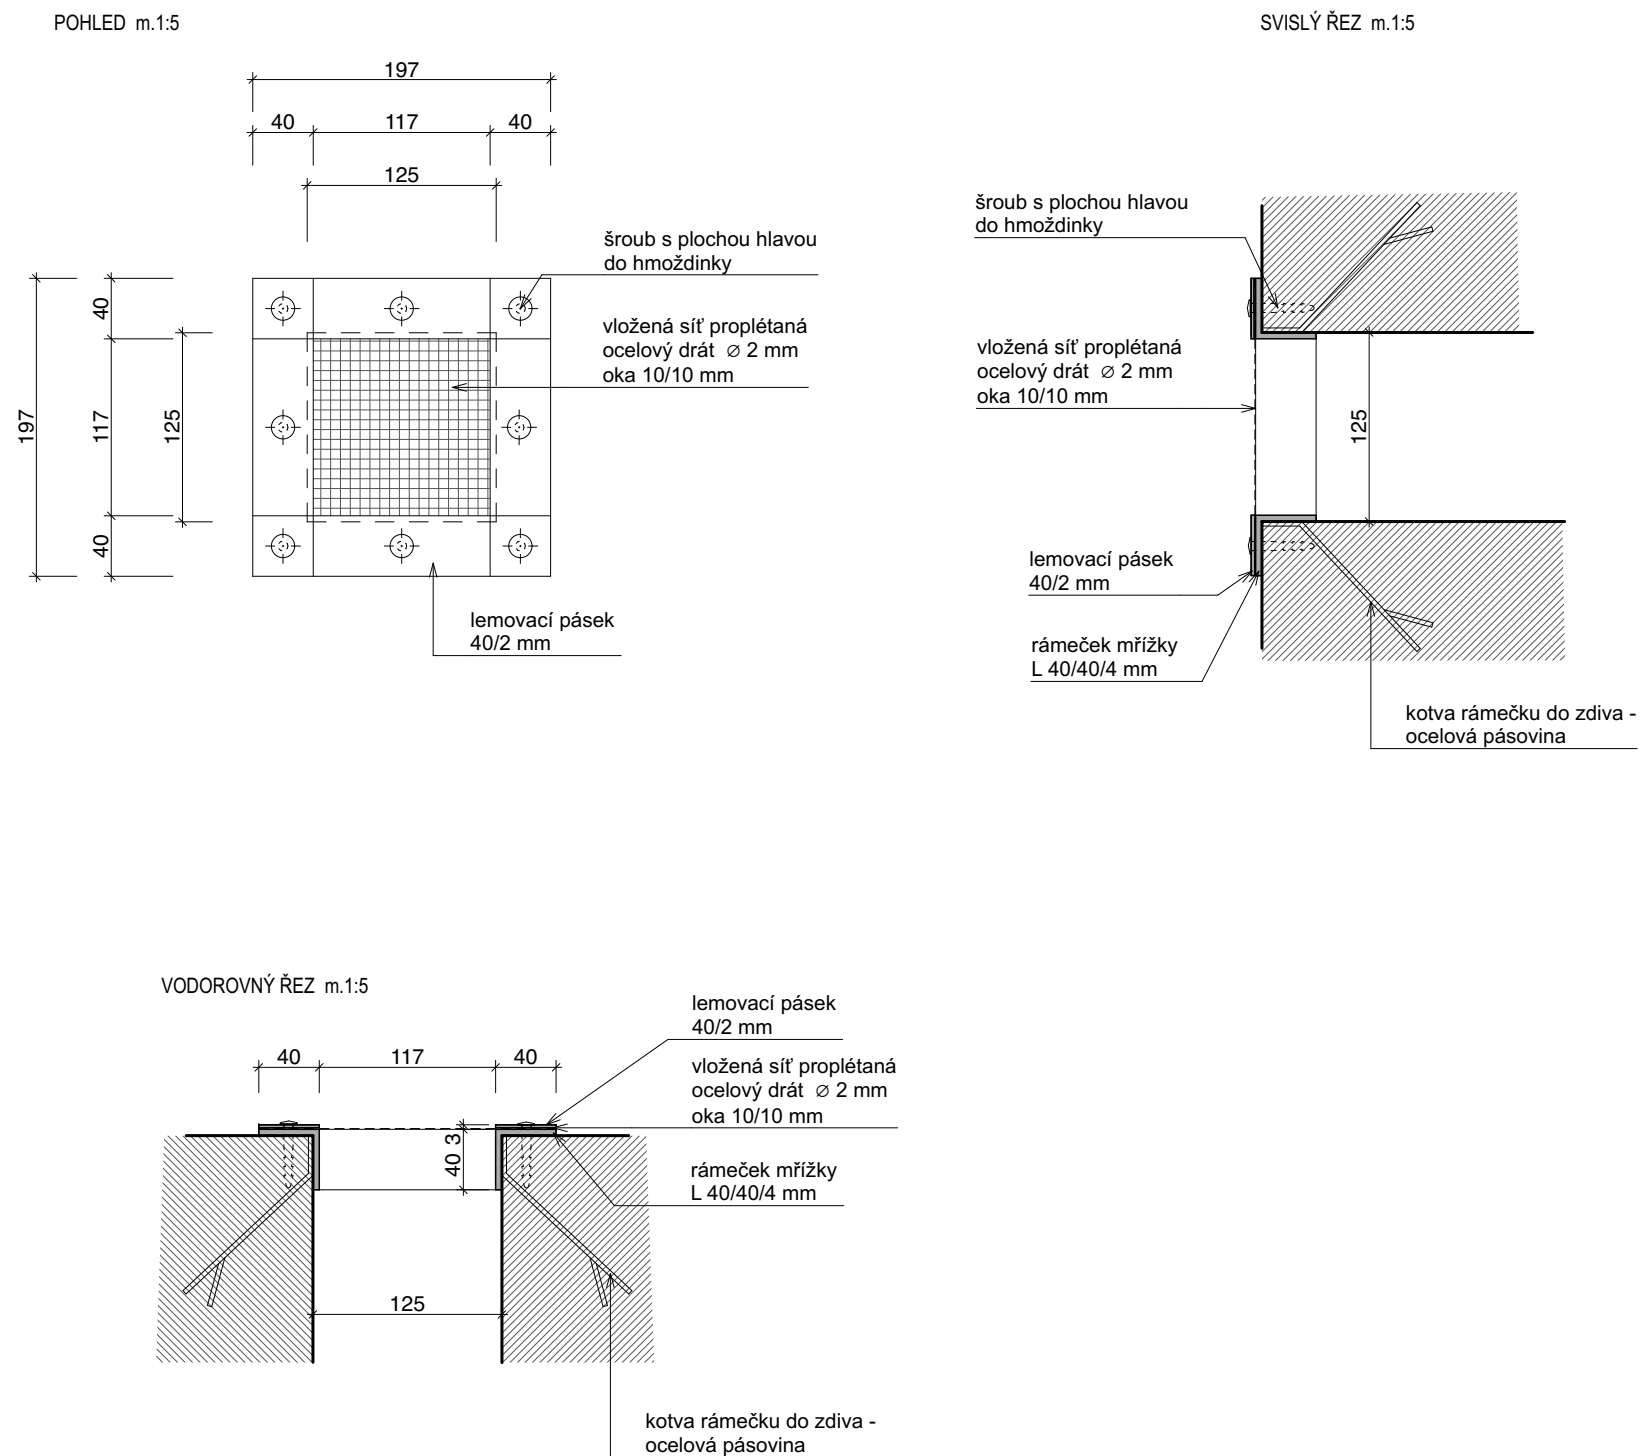 POHLED m.1:5
197
40 117 40
125
šroub s plochou hlavou
do hmoždinky
vložená síť proplétaná
ocelový drát ⌀ 2 mm
oka 10/10 mm
197
40
117
40
125
lemovací pásek
40/2 mm
SVISLÝ ŘEZ m.1:5
šroub s plochou hlavou
do hmoždinky
vložená síť proplétaná
ocelový drát ⌀ 2 mm
oka 10/10 mm
125
lemovací pásek
40/2 mm
rámeček mřížky
L 40/40/4 mm
kotva rámečku do zdiva -
ocelová pásovina
VODOROVNÝ ŘEZ m.1:5
40 117 40
lemovací pásek
40/2 mm
vložená síť proplétaná
ocelový drát ⌀ 2 mm
oka 10/10 mm
40 3
rámeček mřížky
L 40/40/4 mm
125
kotva rámečku do zdiva -
ocelová pásovina